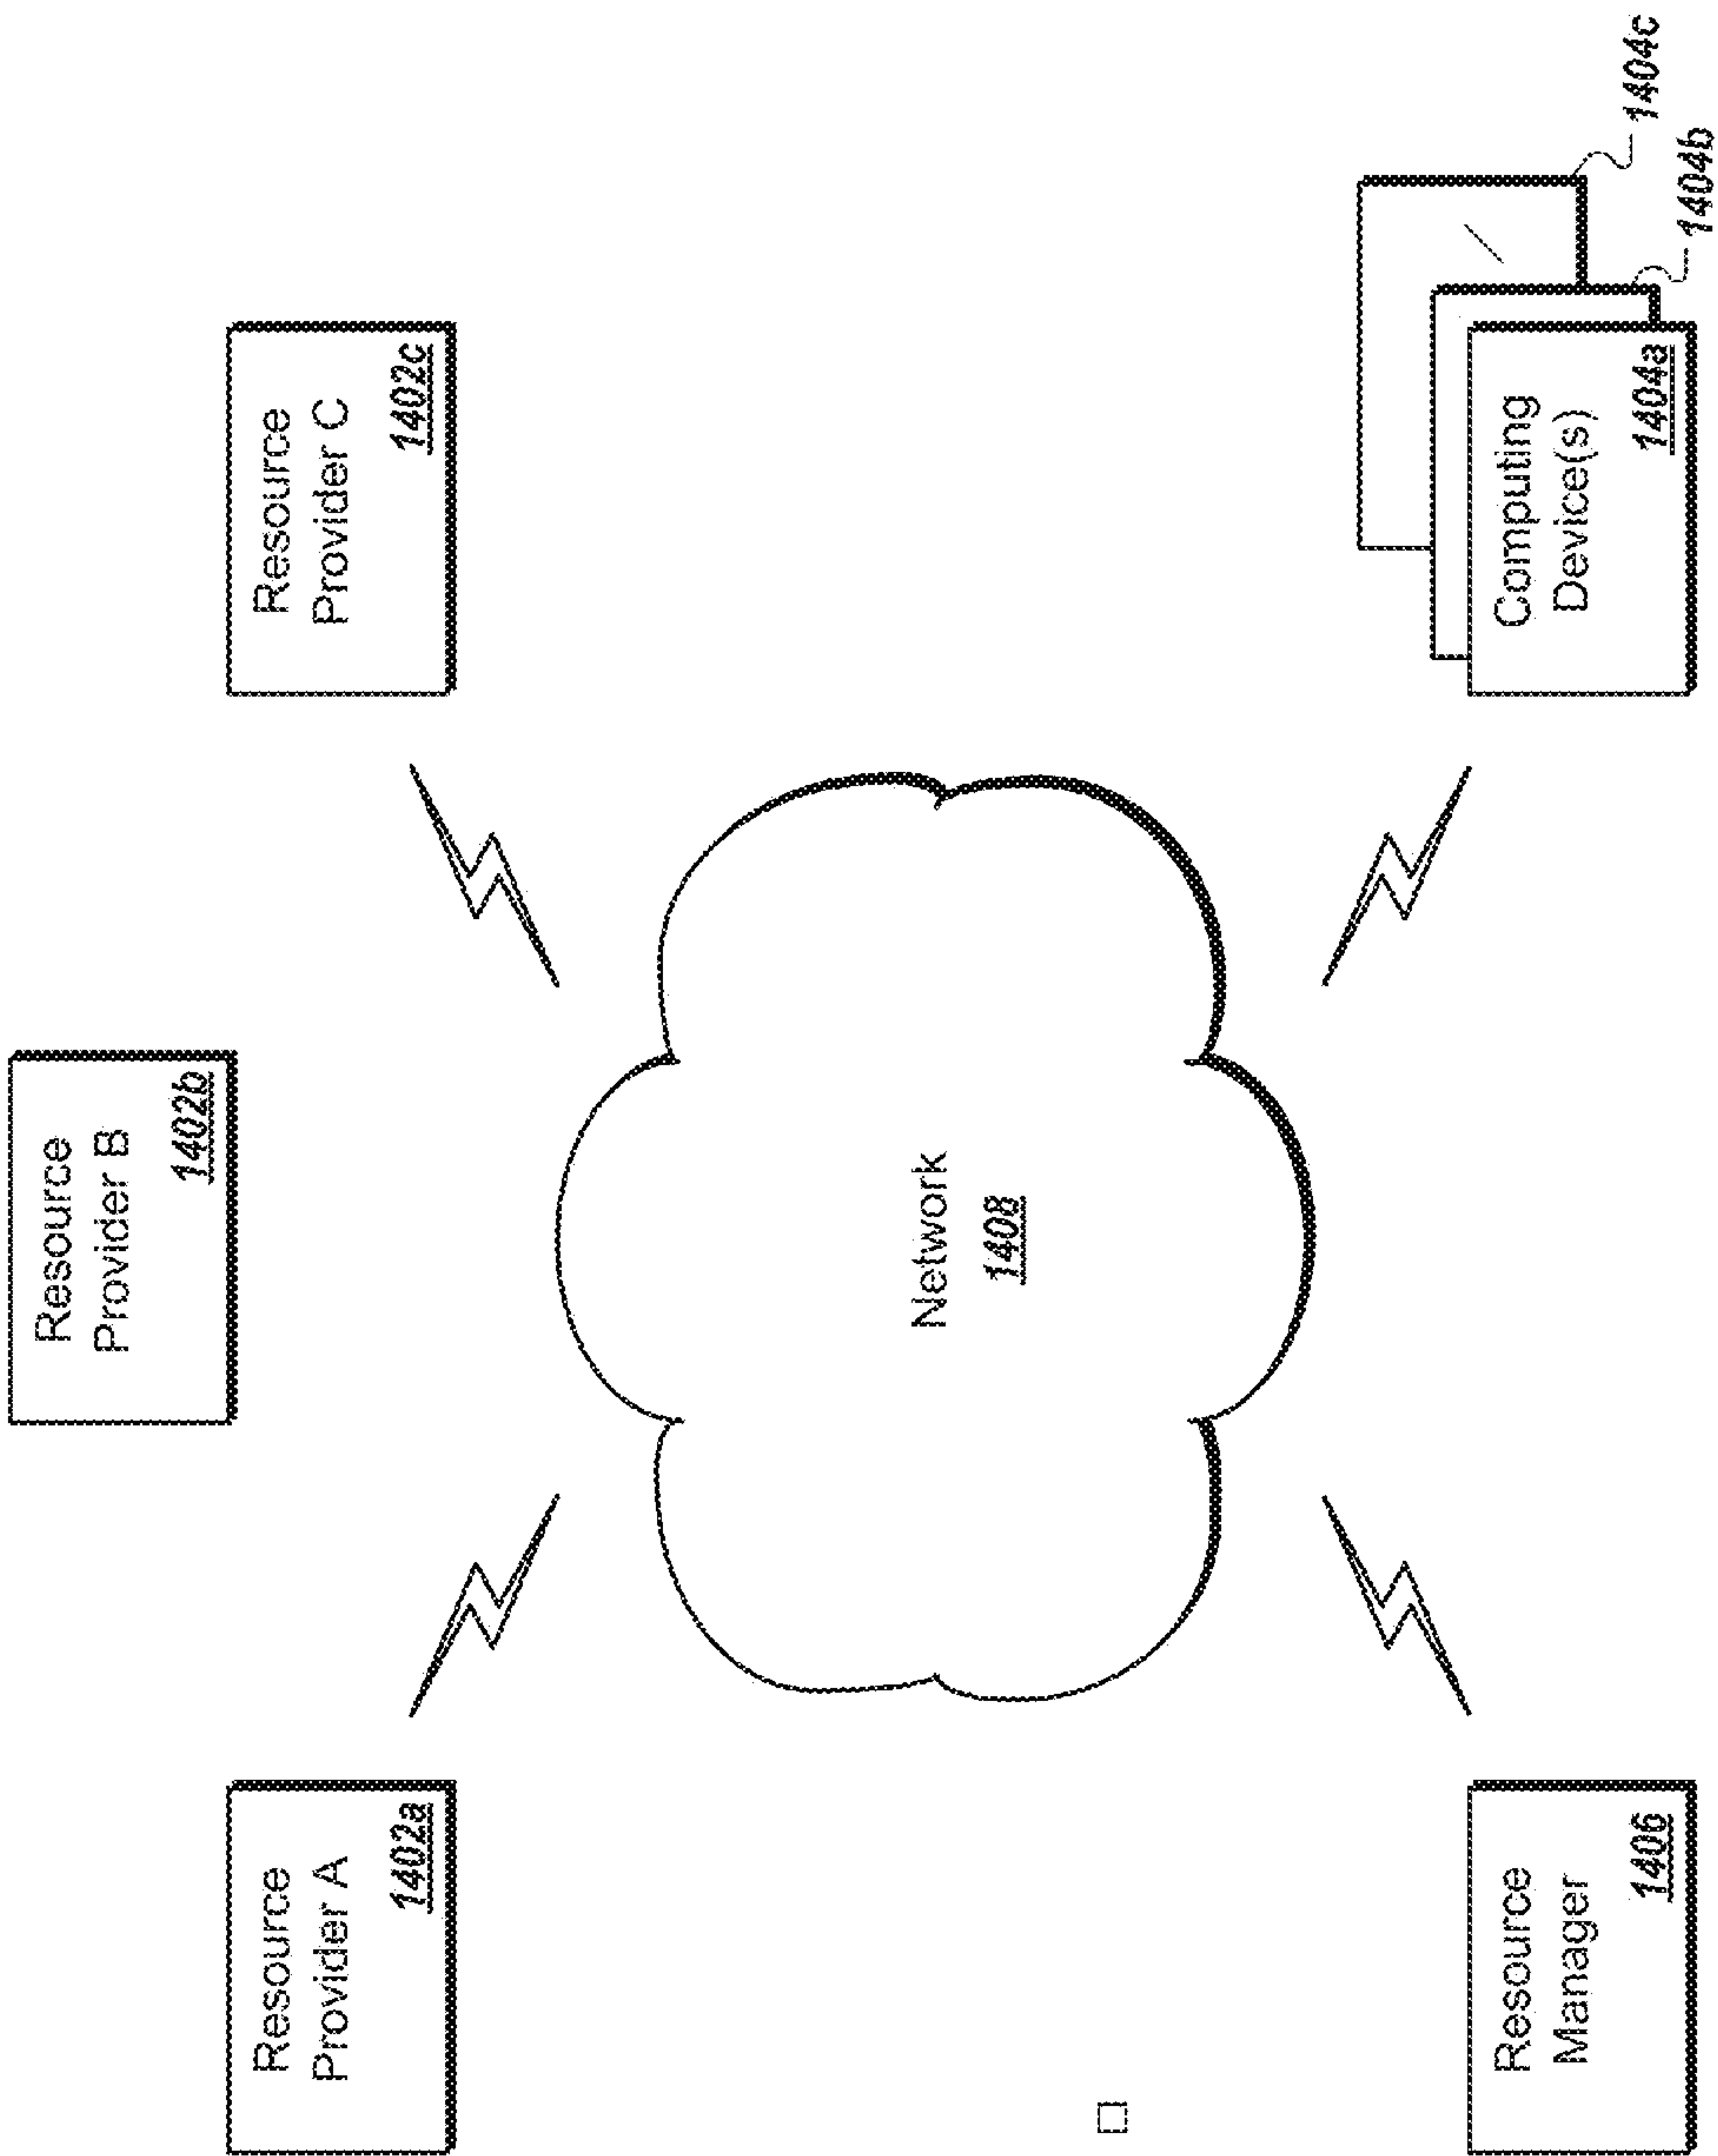 Resource
Provider B
1402b
Resource
Provider A
1402a
Resource
Provider C
1402c
Network
1408
Resource
Manager
1406
Computing
Device(s)
1404a
1404c
1404b